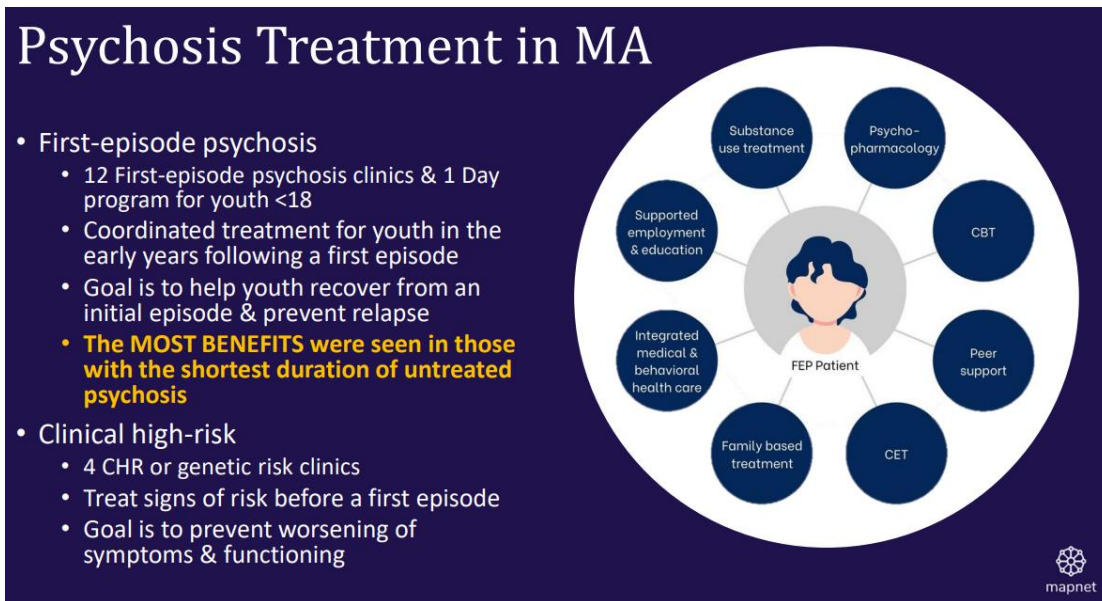 Psychosis Treatment in MA
• First-episode psychosis
• 12 First-episode psychosis clinics & 1 Day
program for youth <18
• Coordinated treatment for youth in the
early years following a first episode
• Goal is to help youth recover from an
initial episode & prevent relapse
• The MOST BENEFITS were seen in those
with the shortest duration of untreated
psychosis
• Clinical high-risk
• 4 CHR or genetic risk clinics
• Treat signs of risk before a first episode
• Goal is to prevent worsening of
symptoms & functioning
Substance
use treatment
Psycho-
pharmacology
Supported
employment
& education
CBT
Integrated
medical &
behavioral
health care
FEP Patient
Peer
support
Family based
treatment
CET
mapnet